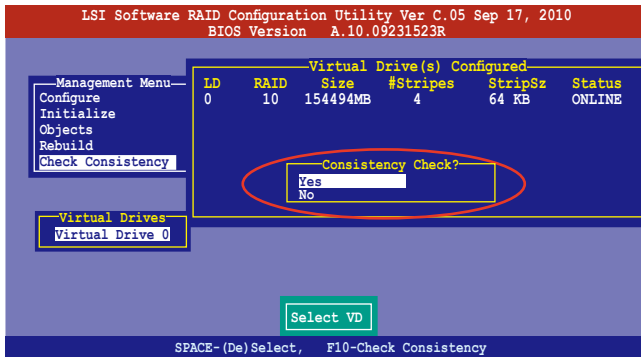 LSI Software RAID Configuration Utility Ver C.05 Sep 17, 2010
BIOS Version A.10.09231523R
Virtual Drive(s) Configured
LD RAID Size #Stripes StripSz Status
0 10 154494MB 4 64 KB ONLINE
Management Menu
Configure
Initialize
Objects
Rebuild
Check Consistency
Consistency Check?
Yes
No
Virtual Drives
Virtual Drive 0
Select VD
SPACE-(De)Select, F10-Check Consistency